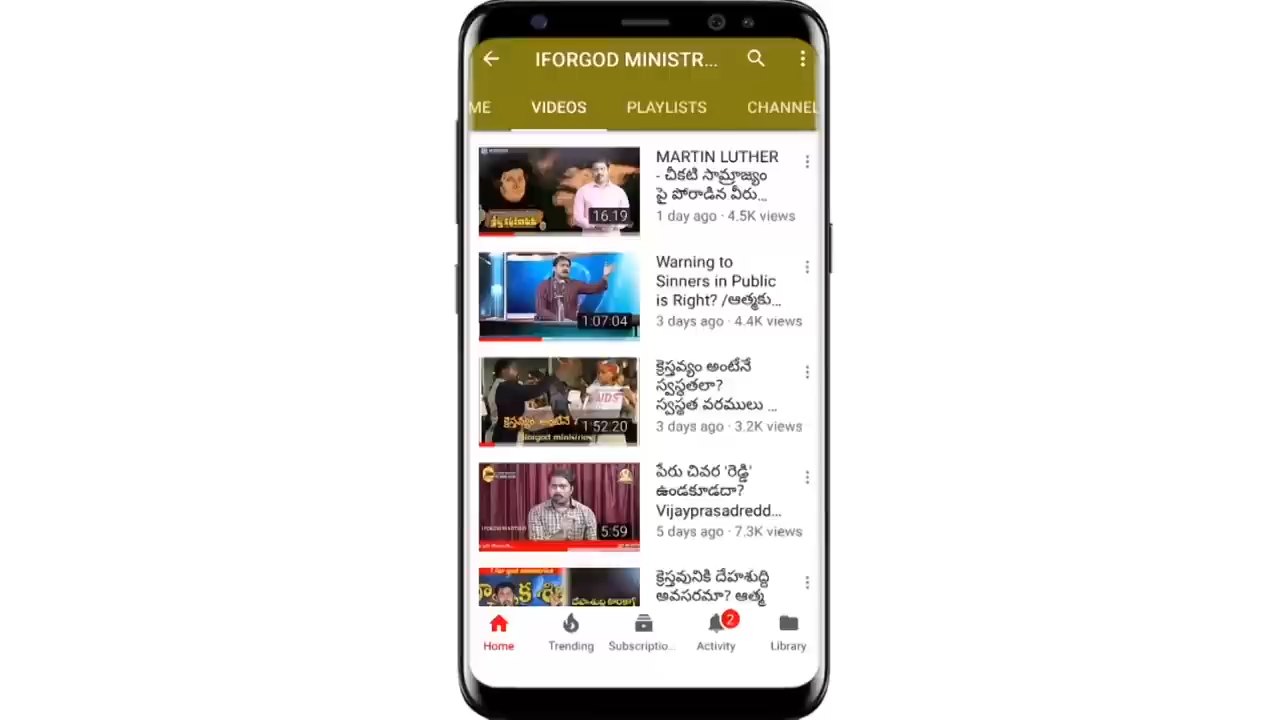 IFORGOD MINISTR...
ME VIDEOS PLAYLISTS CHANNEL
MARTIN LUTHER
- చీకటి సామ్రాజ్యం
పై పోరాడిన వీరు...
1 day ago · 4.5K views
16:19
Warning to
Sinners in Public
is Right? /ఆత్మకు...
3 days ago · 4.4K views
1:07:04
క్రైస్తవ్యం అంటేనే
స్వస్థతలా?
స్వస్థత వరములు ...
3 days ago · 3.2K views
క్రైస్తవ్యం అంటేనే
1:52:20
iforgod ministries
పేరు చివర 'రెడ్డి'
ఉండకూడదా?
Vijayprasadredd...
5 days ago · 7.3K views
5:59
క్రైస్తవునికి దేహశుద్ది
అవసరమా? ఆత్మ
2
Home Trending Subscriptio.. Activity Library